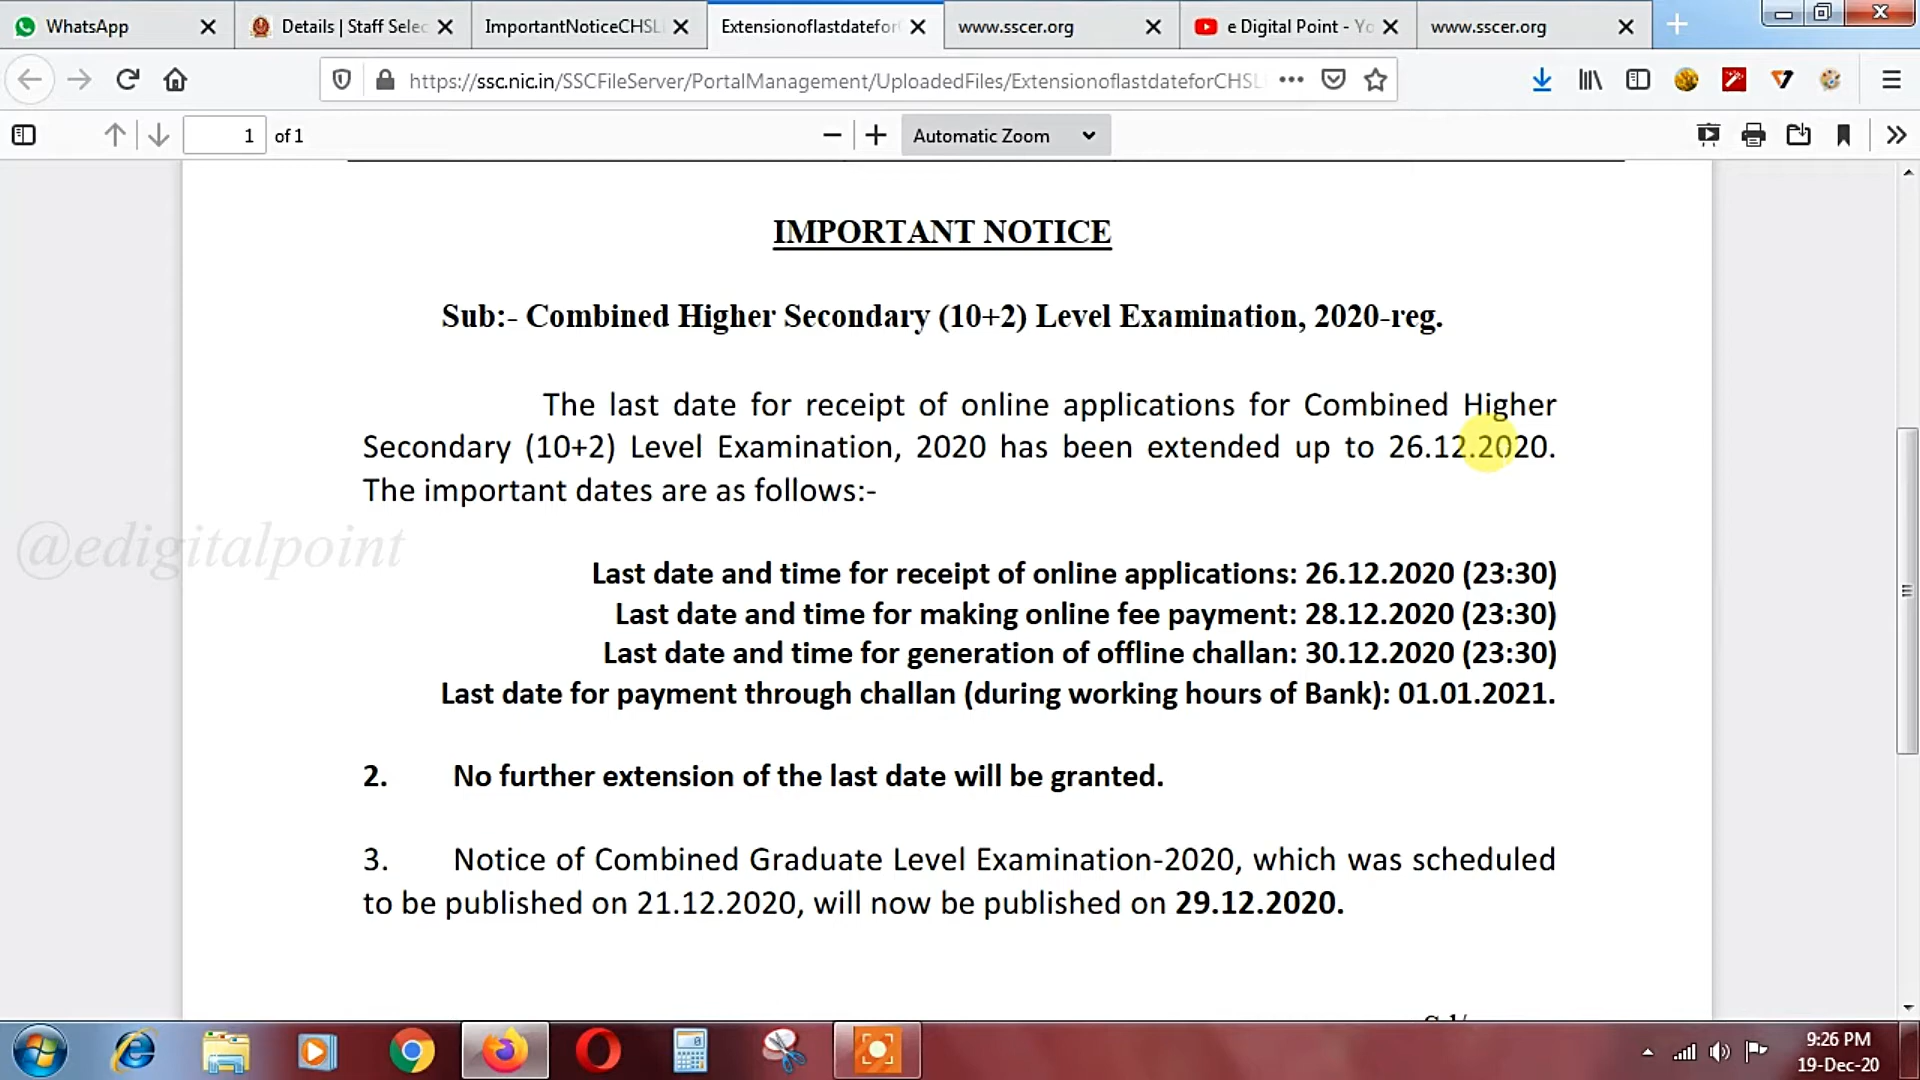 WhatsApp
Details | Staff Selec
ImportantNoticeCHSL
Extensionoflastdatefor
www.sscer.org
e Digital Point - Yo
www.sscer.org
https://ssc.nic.in/SSCFileServer/PortalManagement/UploadedFiles/ExtensionoflastdateforCHSL
1 of 1
Automatic Zoom
IMPORTANT NOTICE
Sub:- Combined Higher Secondary (10+2) Level Examination, 2020-reg.
The last date for receipt of online applications for Combined Higher
Secondary (10+2) Level Examination, 2020 has been extended up to 26.12.2020.
The important dates are as follows:-
@edigitalpoint
Last date and time for receipt of online applications: 26.12.2020 (23:30)
Last date and time for making online fee payment: 28.12.2020 (23:30)
Last date and time for generation of offline challan: 30.12.2020 (23:30)
Last date for payment through challan (during working hours of Bank): 01.01.2021.
2. No further extension of the last date will be granted.
3. Notice of Combined Graduate Level Examination-2020, which was scheduled
to be published on 21.12.2020, will now be published on 29.12.2020.
9:26 PM
19-Dec-20